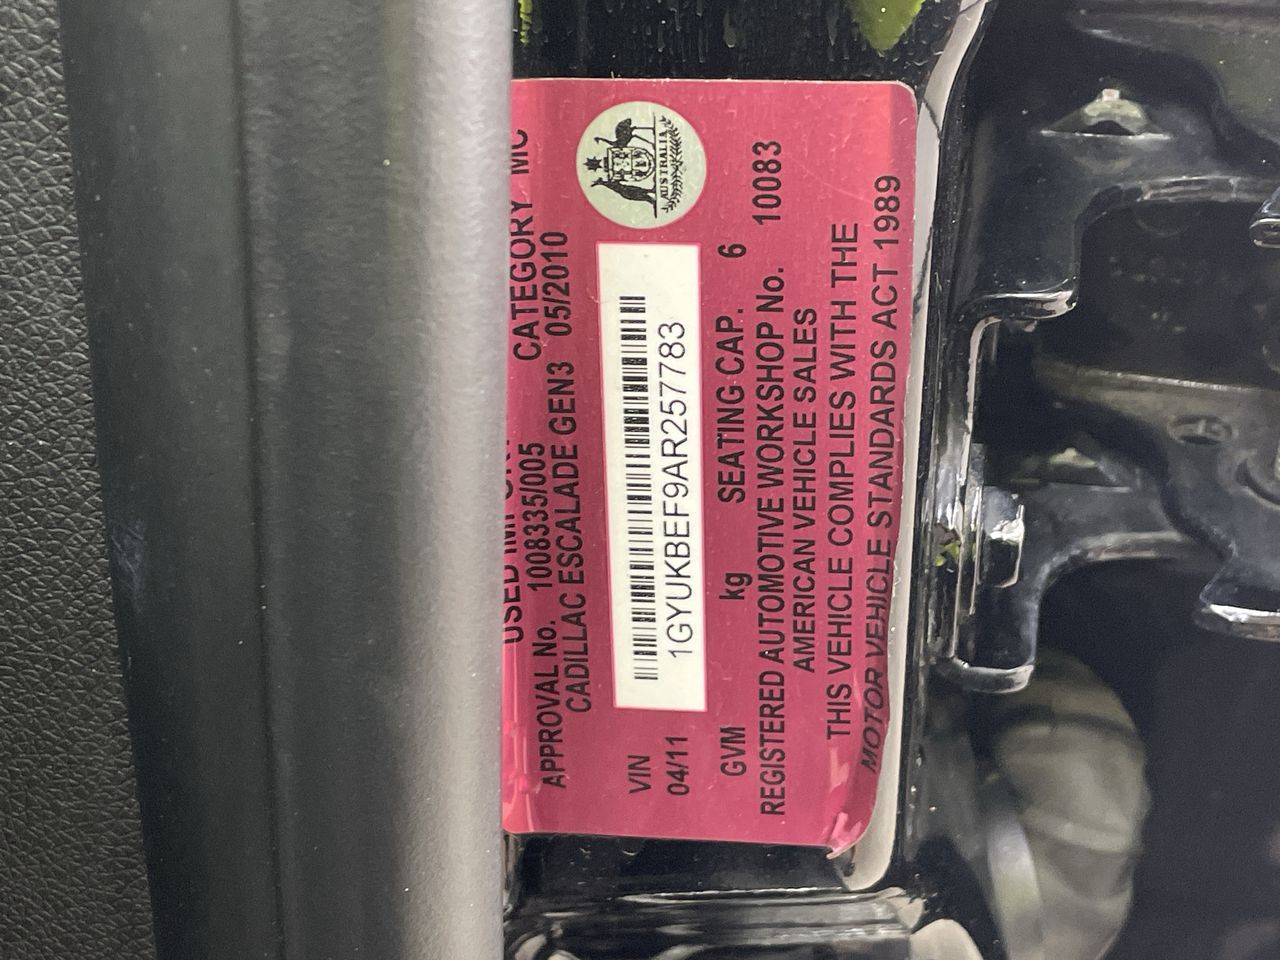 USED IMP
CATEGORY MC
APPROVAL No. 1008335/005 05/2010
CADILLAC ESCALADE GEN3
AUSTRALIA
VIN
04/11
1GYUKBEF9AR257783
GVM kg SEATING CAP. 6
REGISTERED AUTOMOTIVE WORKSHOP No. 10083
AMERICAN VEHICLE SALES
THIS VEHICLE COMPLIES WITH THE
MOTOR VEHICLE STANDARDS ACT 1989